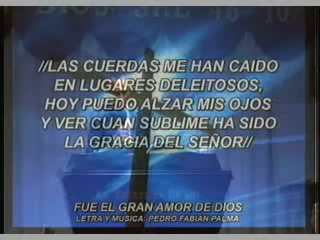 //LAS CUERDAS ME HAN CAIDO
EN LUGARES DELEITOSOS,
HOY PUEDO ALZAR MIS OJOS
Y VER CUAN SUBLIME HA SIDO
LA GRACIA DEL SEÑOR//
FUE EL GRAN AMOR DE DIOS
LETRA Y MUSICA: PEDRO FABIAN PALMA